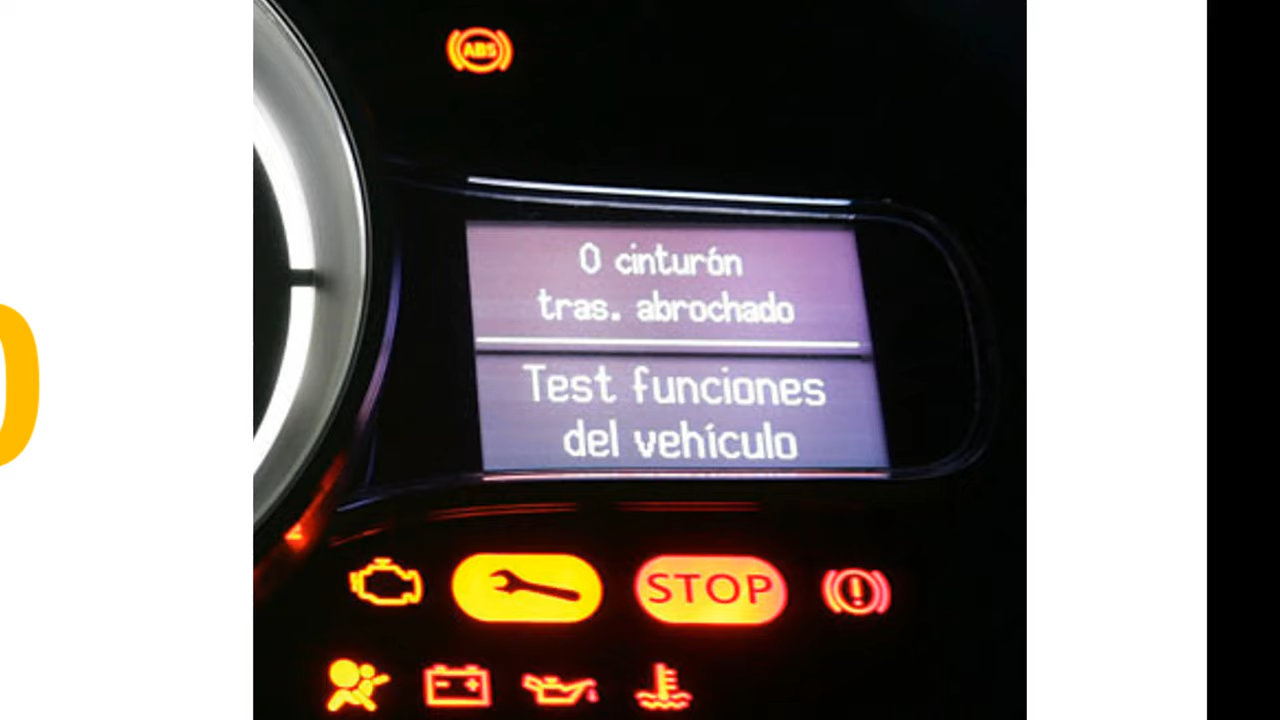 ABS
0 cinturón
tras. abrochado
Test funciones
del vehículo
STOP